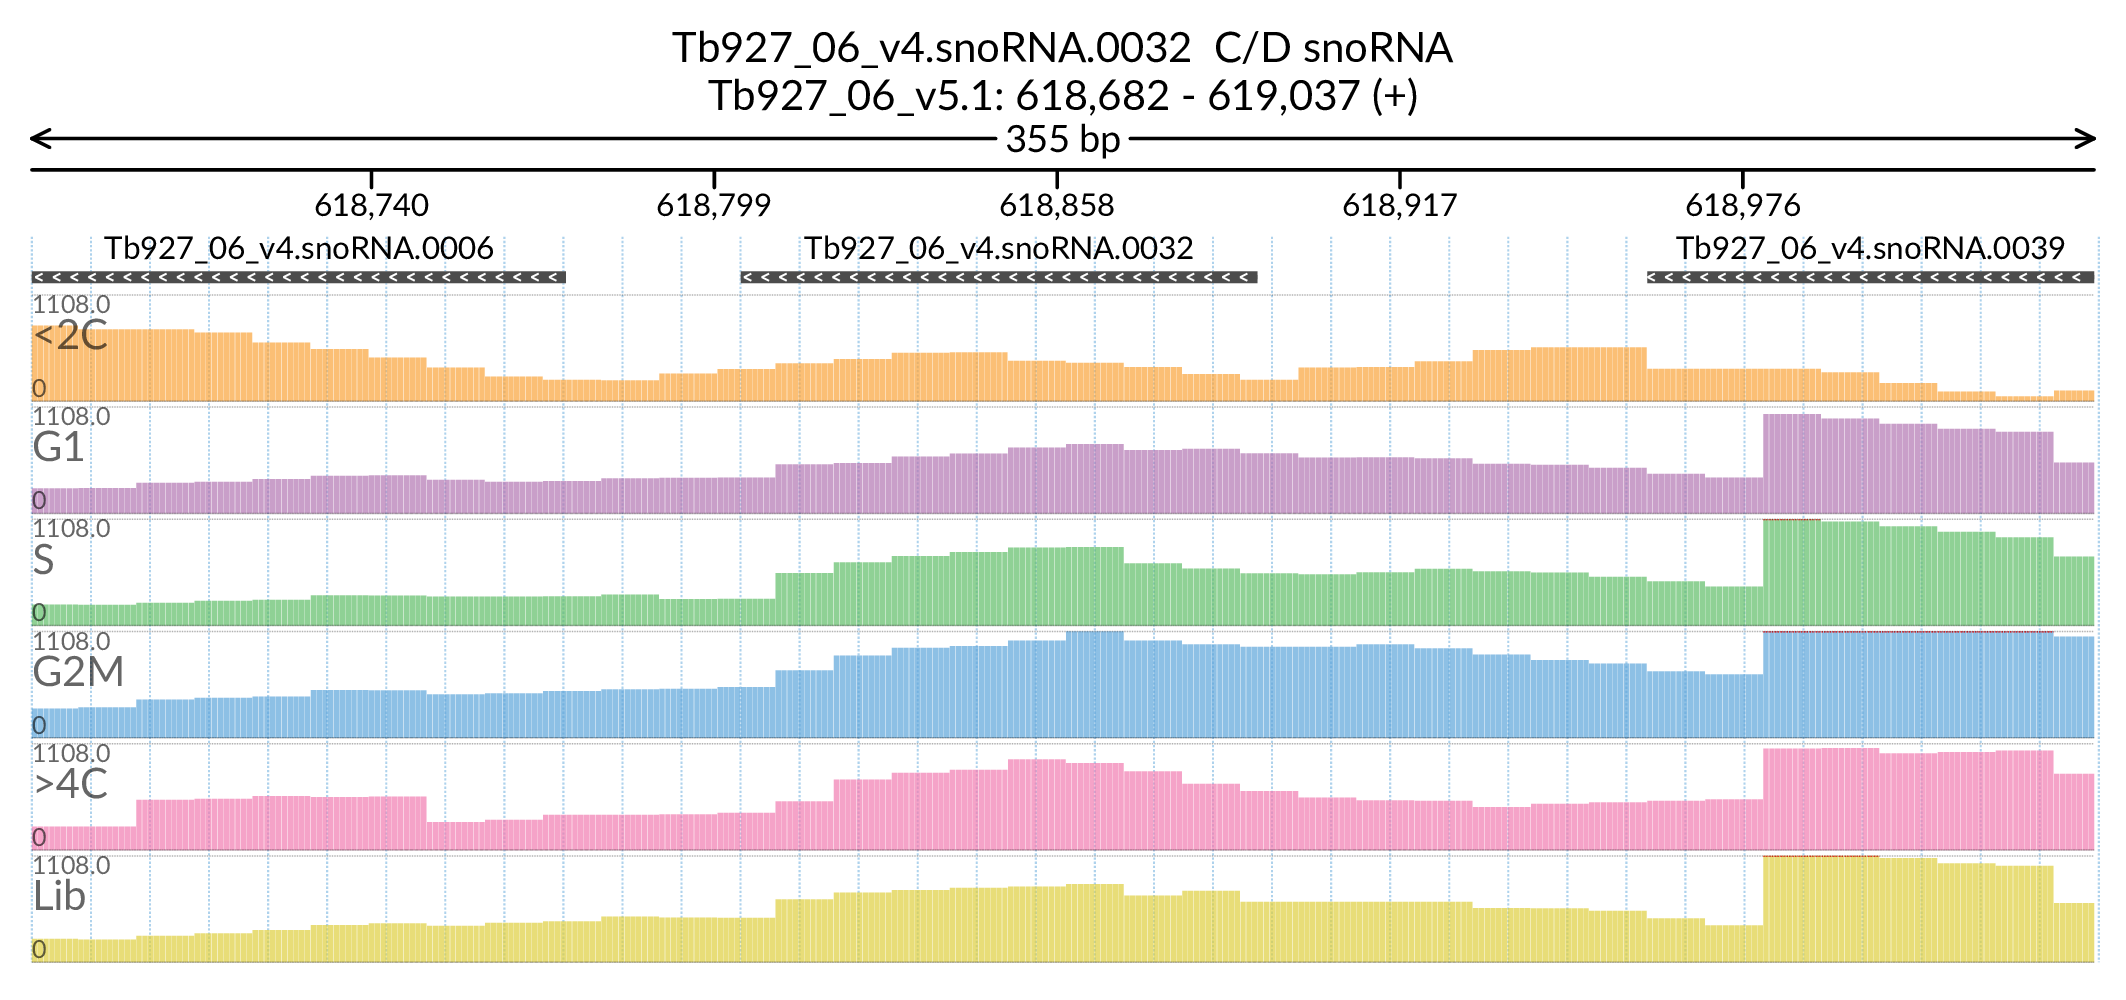 Tb927_06_v4.snoRNA.0032  C/D snoRNA
Tb927_06_v5.1: 618,682 - 619,037 (+)
355 bp
618,740 618,799 618,858 618,917 618,976
Tb927_06_v4.snoRNA.0006 Tb927_06_v4.snoRNA.0032 Tb927_06_v4.snoRNA.0039
1108.0
<2C
0
1108.0
G1
0
1108.0
S
0
1108.0
G2M
0
1108.0
>4C
0
1108.0
Lib
0